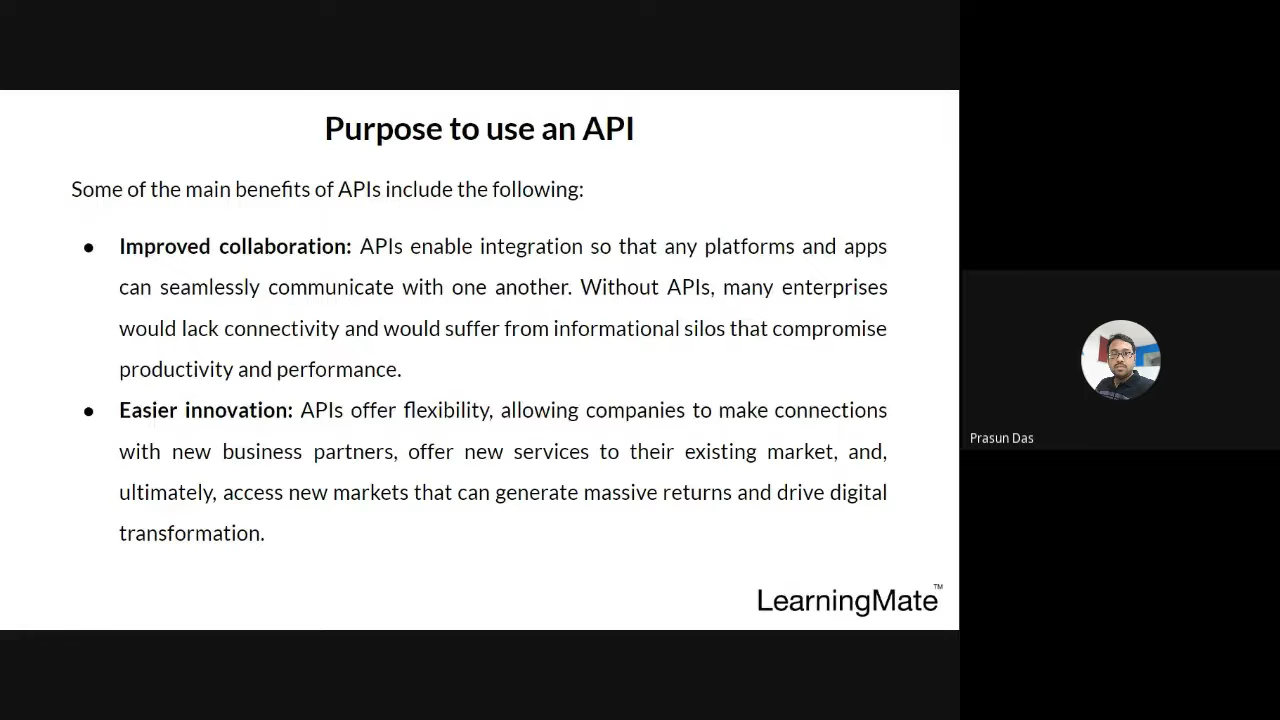 Purpose to use an API
Some of the main benefits of APIs include the following:
● Improved collaboration: APIs enable integration so that any platforms and apps
can seamlessly communicate with one another. Without APIs, many enterprises
would lack connectivity and would suffer from informational silos that compromise
productivity and performance.
● Easier innovation: APIs offer flexibility, allowing companies to make connections
with new business partners, offer new services to their existing market, and,
ultimately, access new markets that can generate massive returns and drive digital
transformation.
LearningMate™
Prasun Das